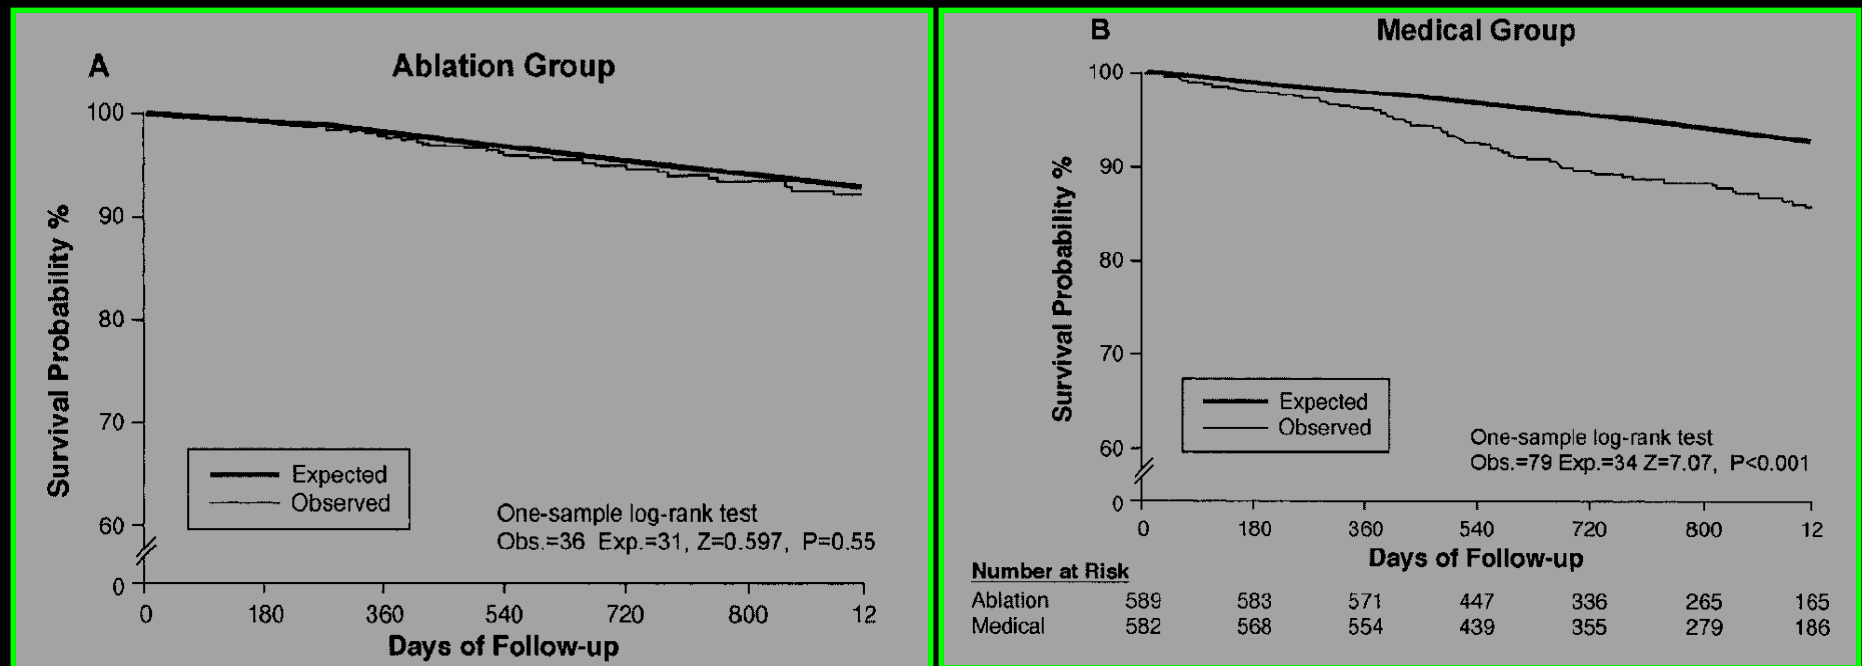 A Ablation Group
100
90
80
70
60
0
Survival Probability %
Expected
Observed
One-sample log-rank test
Obs.=36 Exp.=31, Z=0.597, P=0.55
0 180 360 540 720 800 12
Days of Follow-up
B Medical Group
100
90
80
70
60
0
Survival Probability %
Expected
Observed
One-sample log-rank test
Obs.=79 Exp.=34 Z=7.07, P<0.001
0 180 360 540 720 800 12
Days of Follow-up
Number at Risk
Ablation 589 583 571 447 336 265 165
Medical 582 568 554 439 355 279 186